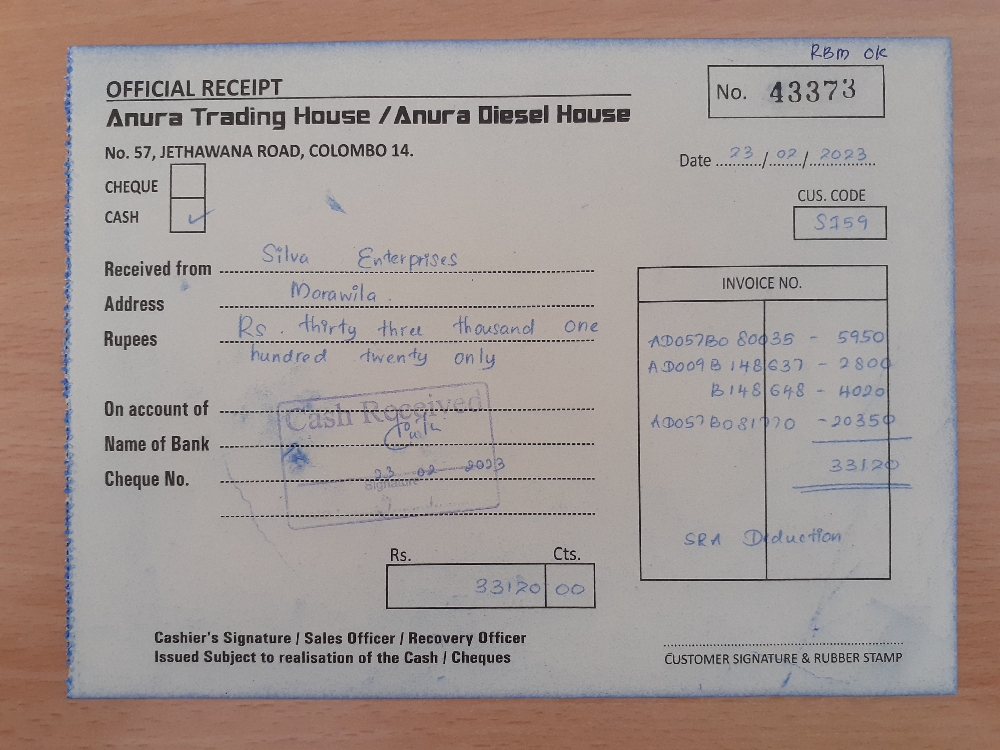 RBM OK
OFFICIAL RECEIPT
No. 43373
Anura Trading House / Anura Diesel House
No. 57, JETHAWANA ROAD, COLOMBO 14.
Date 23/02/2023
CHEQUE
CASH ✓
CUS. CODE
S159
Received from Silva Enterprises
Address Marawila.
Rupees Rs. thirty three thousand one
hundred twenty only
On account of
Name of Bank
Cheque No.
Cash Received
23 02 2023
Signature
INVOICE NO.
AD057B080035 - 5950
AD009B148637 - 2800
B148648 - 4020
AD057B081770 - 20350
33120
SRA Deduction
Rs. Cts.
33120 00
Cashier's Signature / Sales Officer / Recovery Officer
Issued Subject to realisation of the Cash / Cheques
CUSTOMER SIGNATURE & RUBBER STAMP